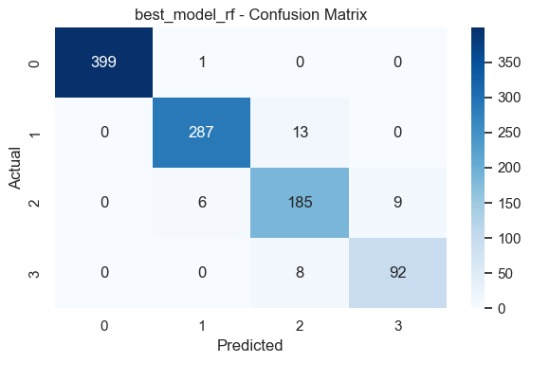 best_model_rf - Confusion Matrix
0 399 1 0 0
1 0 287 13 0
2 0 6 185 9
3 0 0 8 92
0 1 2 3
Actual
Predicted
350
300
250
200
150
100
50
0